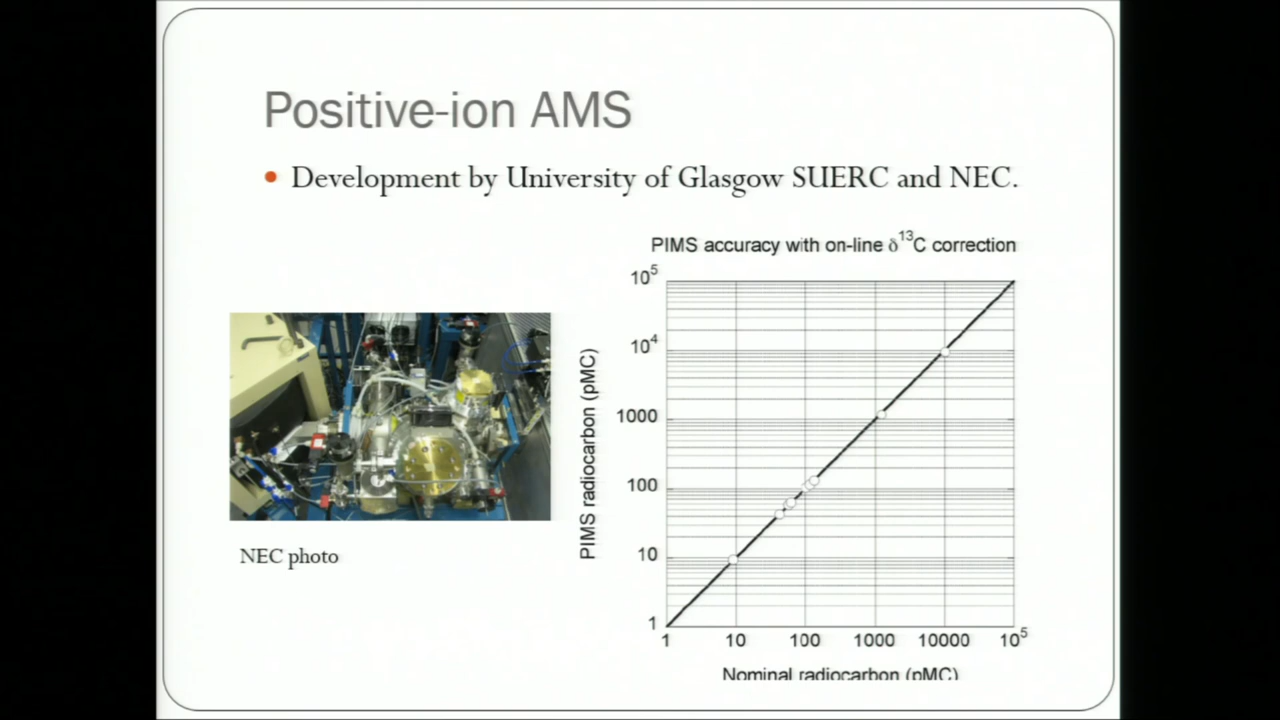 Positive-ion AMS
Development by University of Glasgow SUERC and NEC.
PIMS accuracy with on-line δ¹³C correction
10⁵
10⁴
1000
100
10
1
PIMS radiocarbon (pMC)
1 10 100 1000 10000 10⁵
Nominal radiocarbon (pMC)
NEC photo